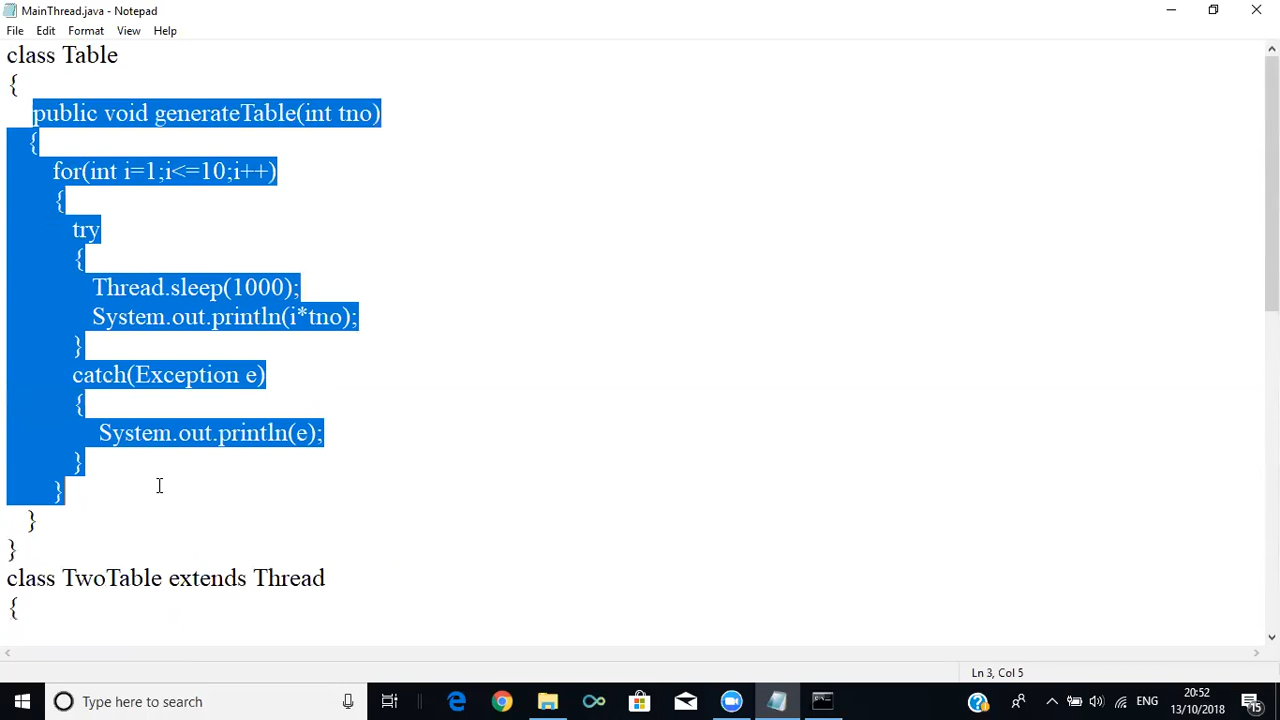 MainThread.java - Notepad
File Edit Format View Help
class Table
{
public void generateTable(int tno)
{
for(int i=1;i<=10;i++)
{
try
{
Thread.sleep(1000);
System.out.println(i*tno);
}
catch(Exception e)
{
System.out.println(e);
}
}
}
}
class TwoTable extends Thread
{
Ln 3, Col 5
Type here to search
ENG
20:52
13/10/2018
15